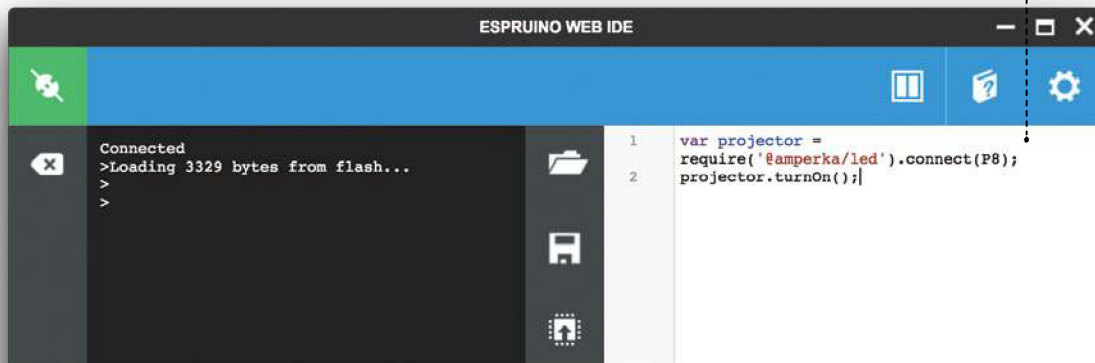 ESPRUINO WEB IDE
Connected
>Loading 3329 bytes from flash...
>
>
1 var projector =
require('@amperka/led').connect(P8);
2 projector.turnOn();